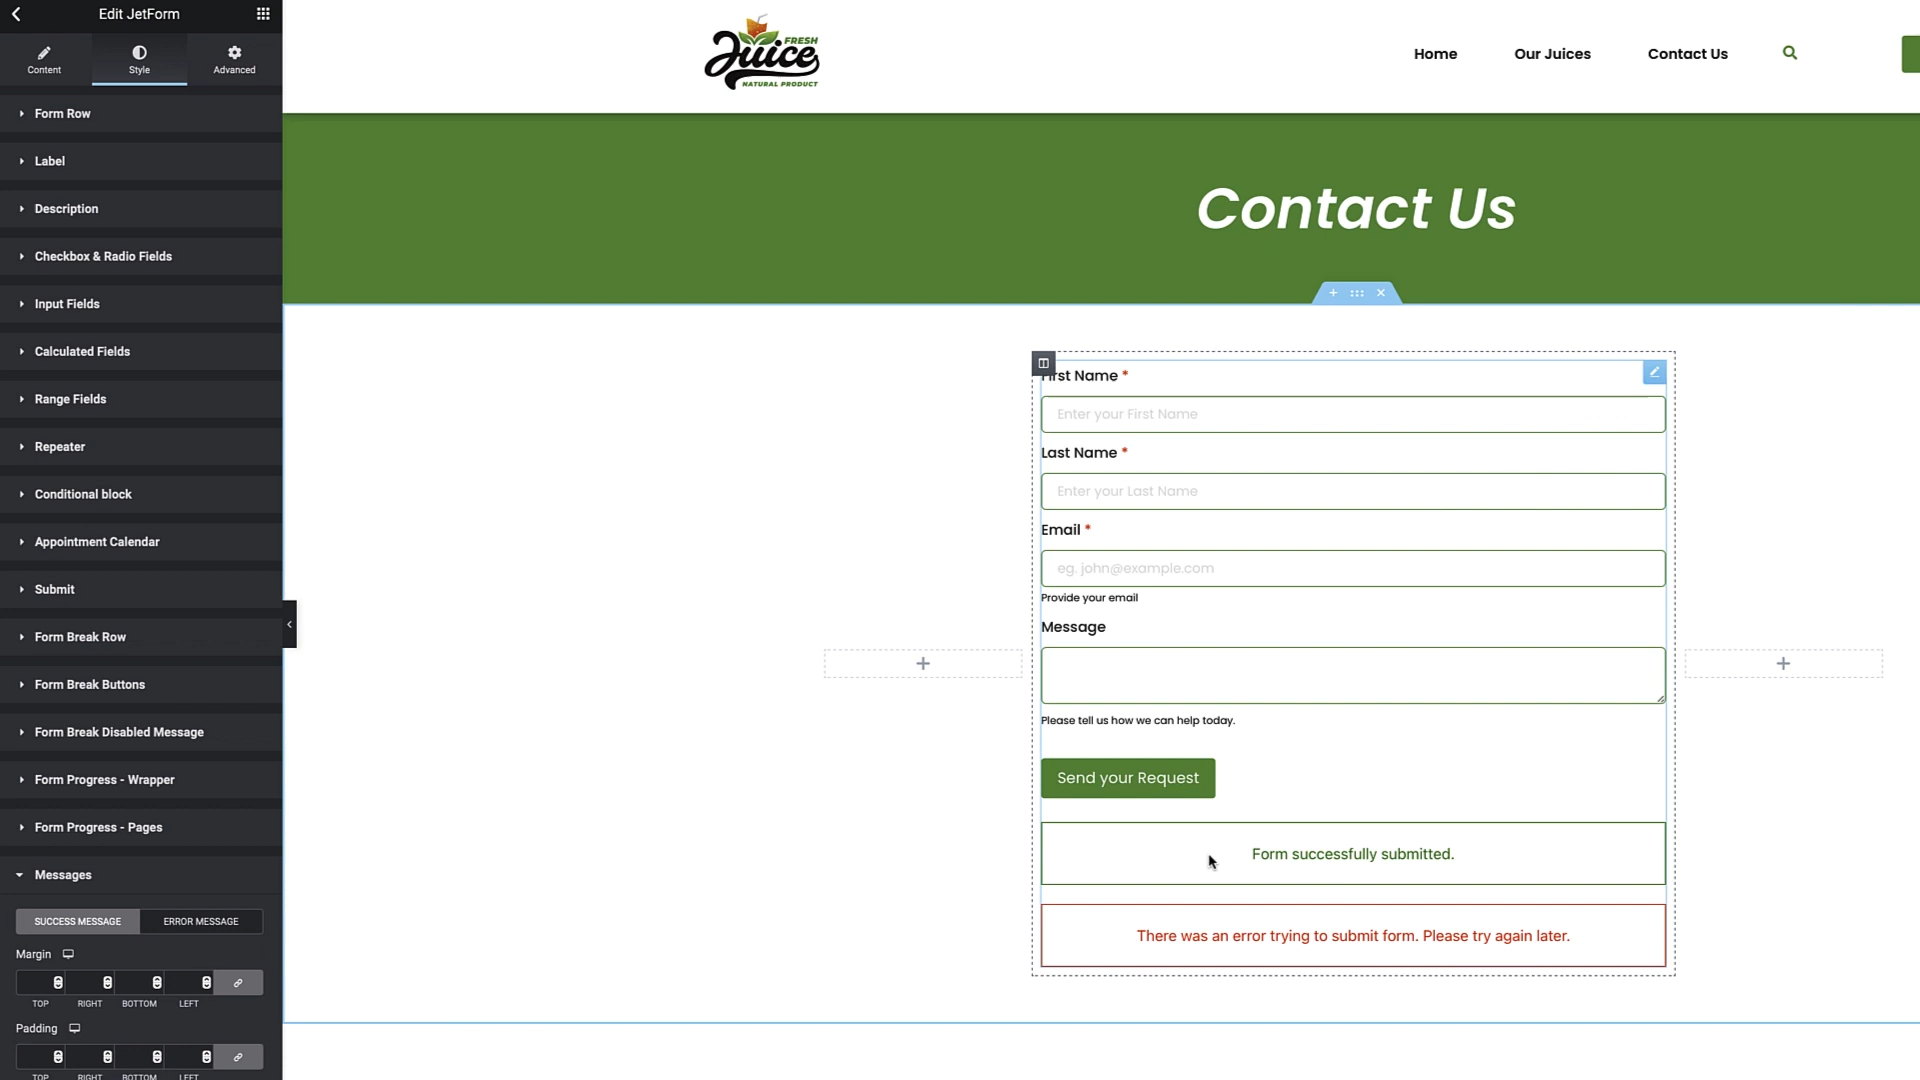 Edit JetForm
Content
Style
Advanced
Form Row
Label
Description
Checkbox & Radio Fields
Input Fields
Calculated Fields
Range Fields
Repeater
Conditional block
Appointment Calendar
Submit
Form Break Row
Form Break Buttons
Form Break Disabled Message
Form Progress - Wrapper
Form Progress - Pages
Messages
SUCCESS MESSAGE ERROR MESSAGE
Margin
TOP RIGHT BOTTOM LEFT
Padding
TOP RIGHT BOTTOM LEFT
FRESH
Juice
NATURAL PRODUCT
Home Our Juices Contact Us
Contact Us
First Name *
Enter your First Name
Last Name *
Enter your Last Name
Email *
eg. john@example.com
Provide your email
Message
Please tell us how we can help today.
Send your Request
Form successfully submitted.
There was an error trying to submit form. Please try again later.